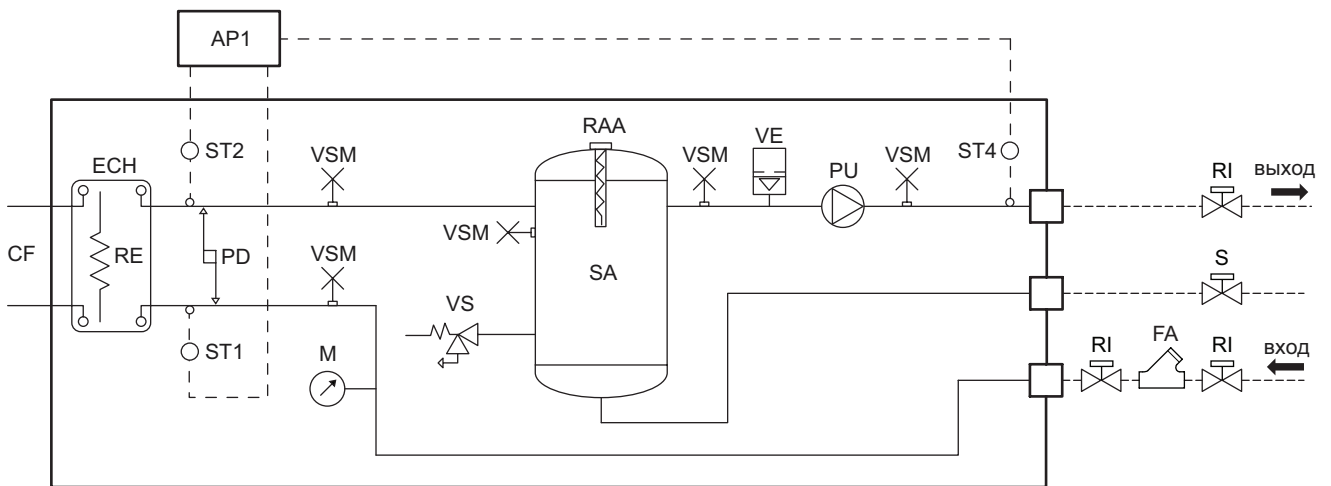 AP1
RAA
VE
ECH
ST2
VSM
VSM
PU
VSM
ST4
RI
выход
CF
RE
PD
VSM
VSM
SA
S
VS
ST1
M
RI
FA
RI
вход